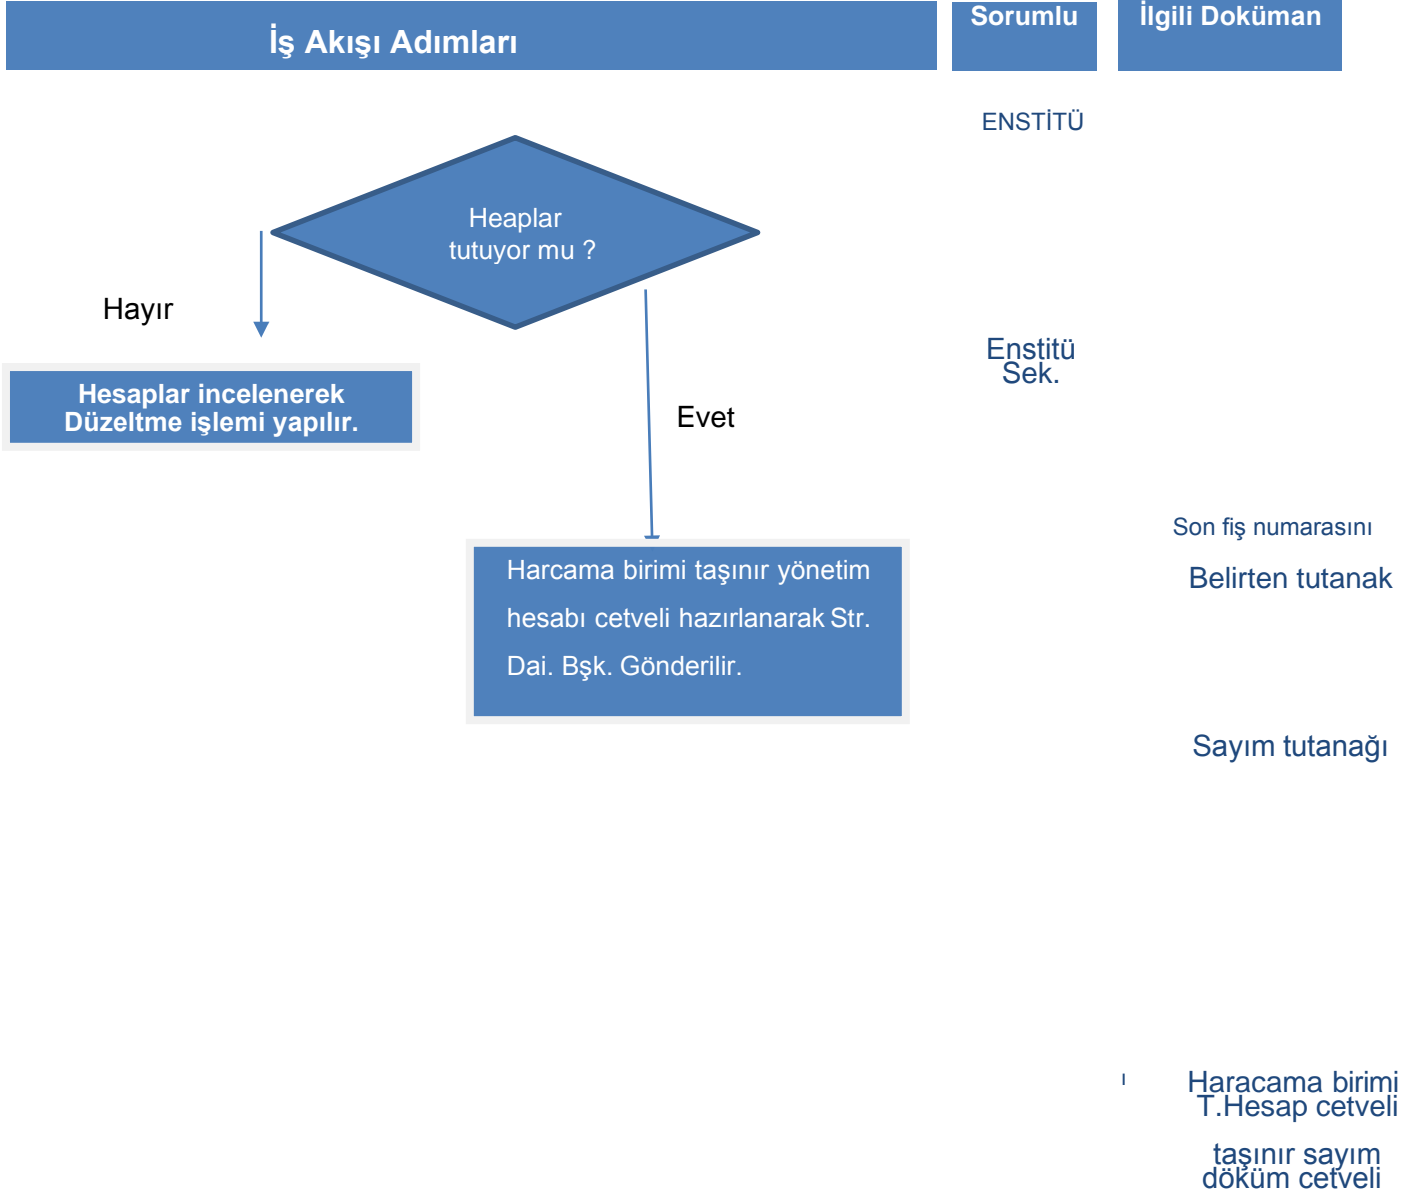 İş Akışı Adımları
Sorumlu
İlgili Doküman
ENSTİTÜ
Heaplar
tutuyor mu ?
Hayır
Enstitü
Sek.
Hesaplar incelenerek
Düzeltme işlemi yapılır.
Evet
Son fiş numarasını
Belirten tutanak
Harcama birimi taşınır yönetim
hesabı cetveli hazırlanarak Str.
Dai. Bşk. Gönderilir.
Sayım tutanağı
ı
Haracama birimi
T.Hesap cetveli
taşınır sayım
döküm cetveli